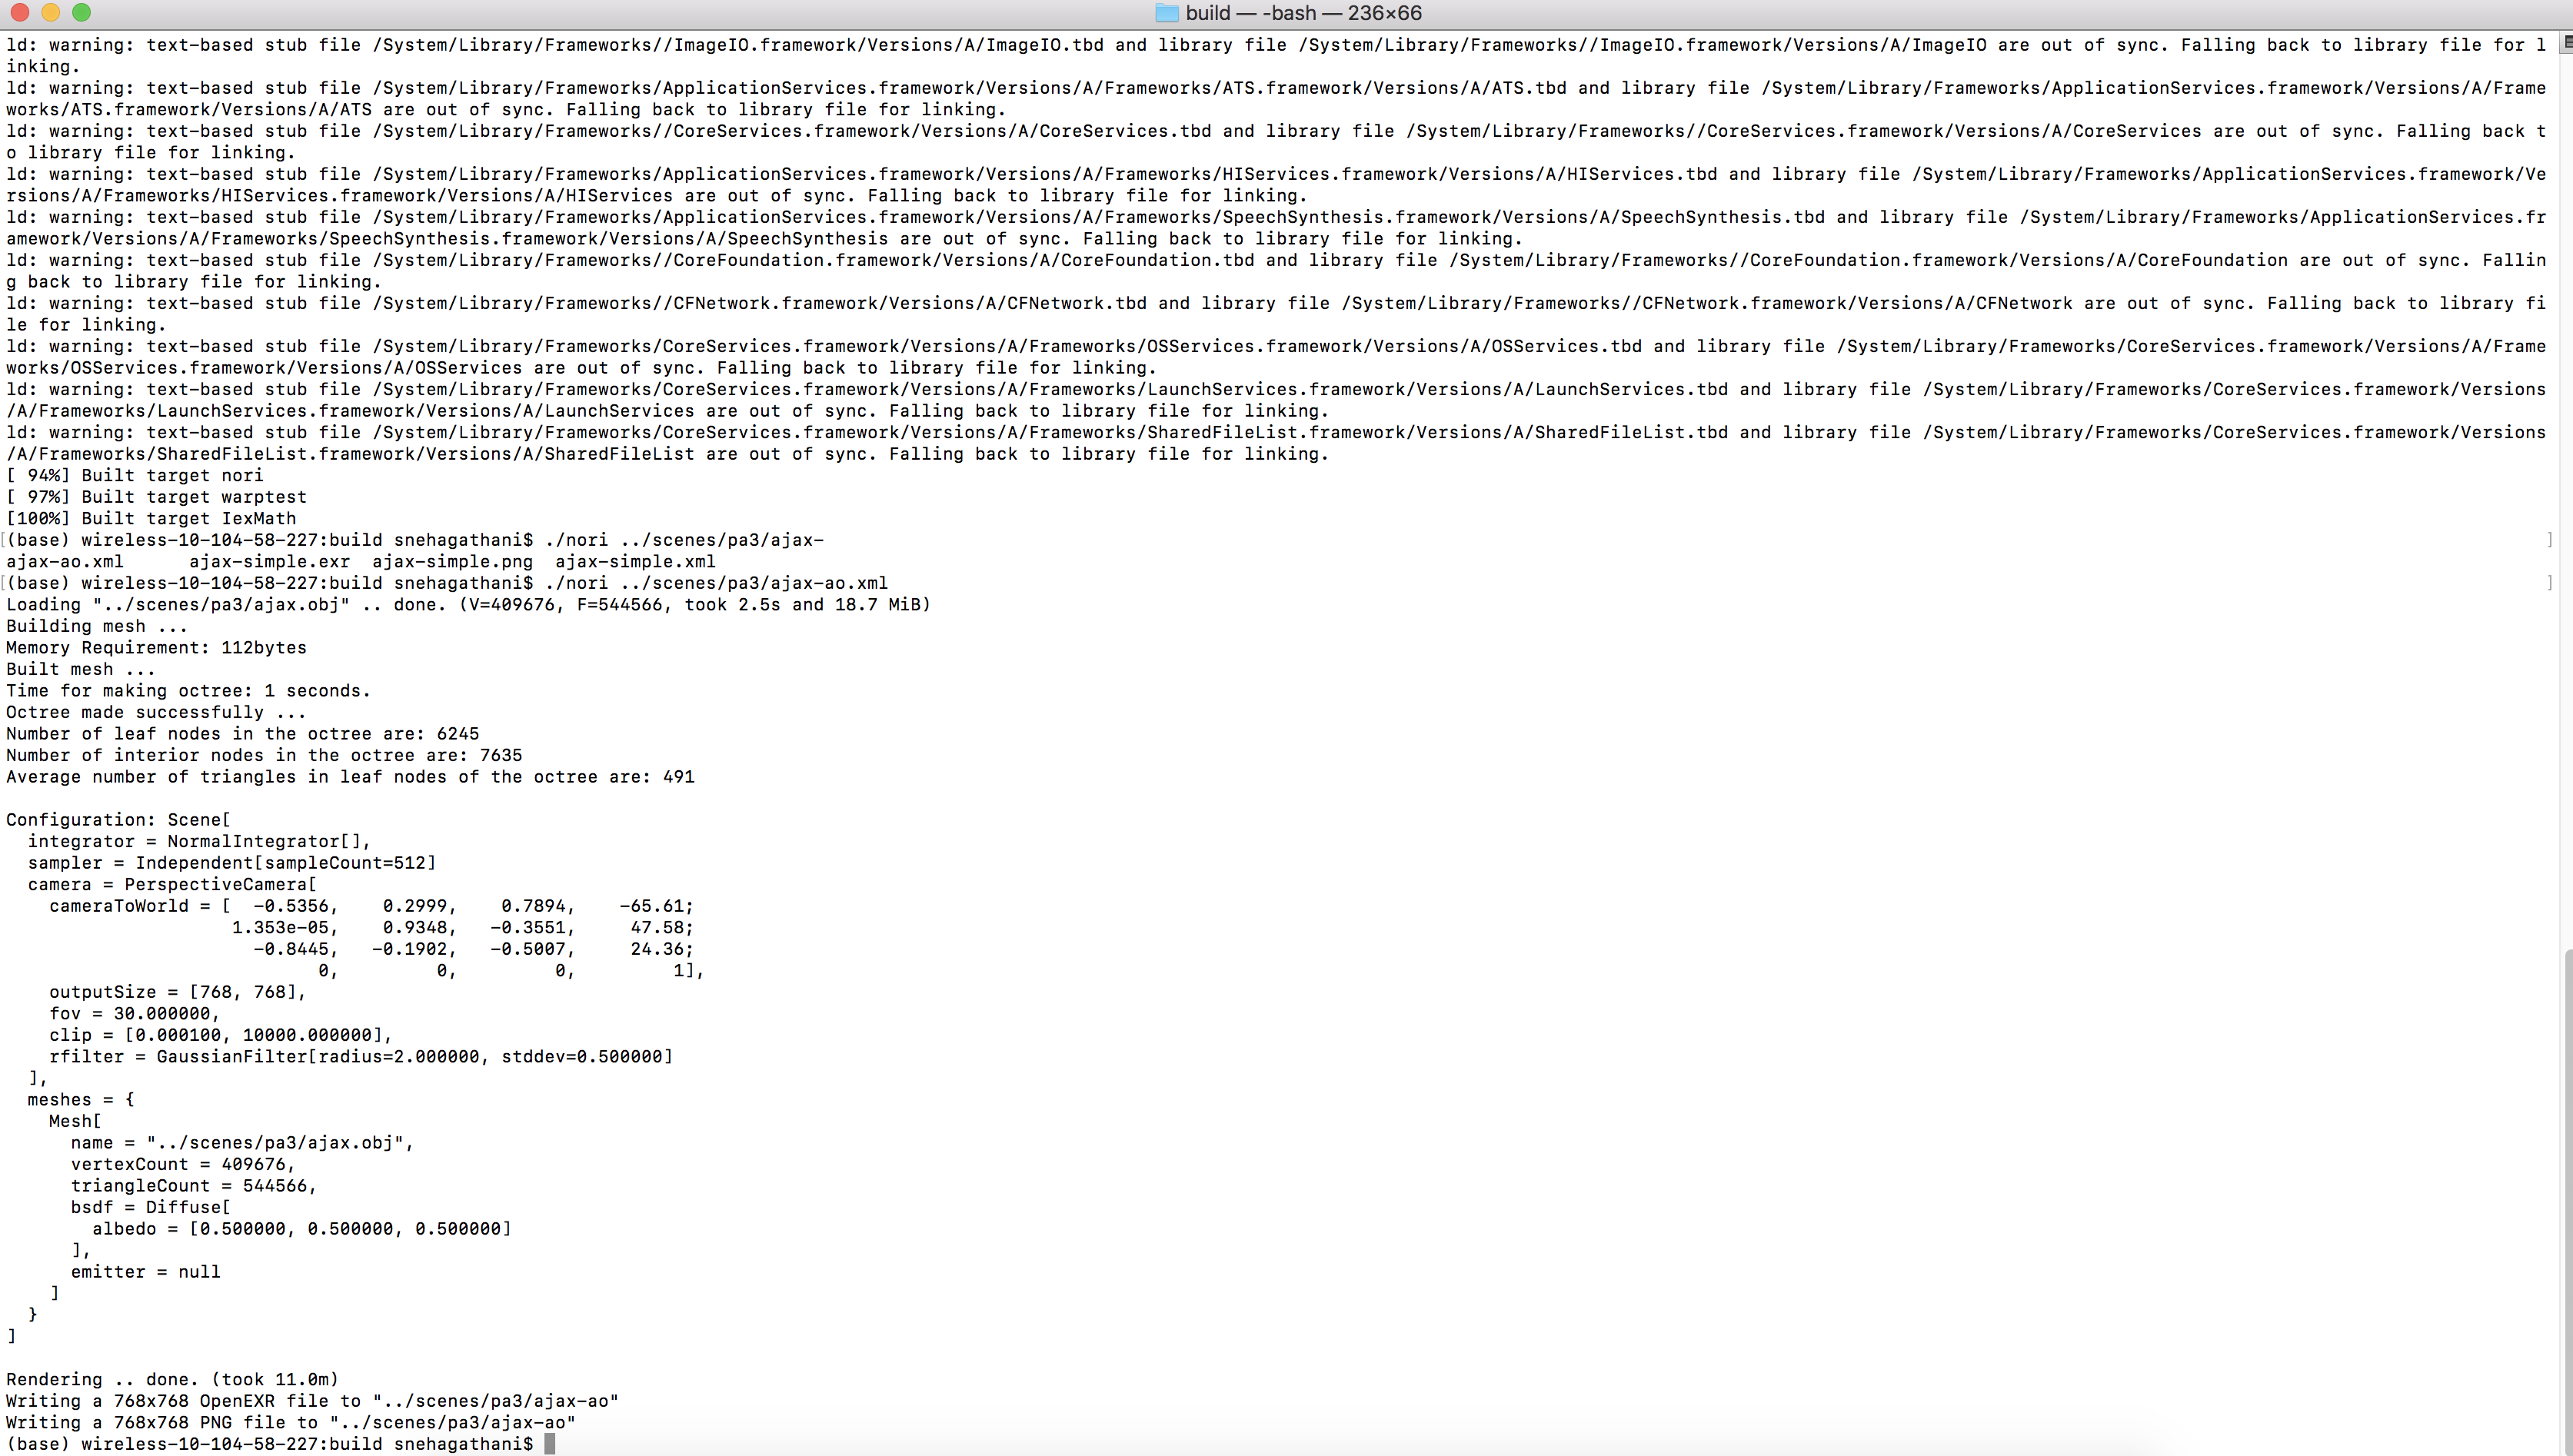 build — -bash — 236×66
ld: warning: text-based stub file /System/Library/Frameworks//ImageIO.framework/Versions/A/ImageIO.tbd and library file /System/Library/Frameworks//ImageIO.framework/Versions/A/ImageIO are out of sync. Falling back to library file for l
inking.
ld: warning: text-based stub file /System/Library/Frameworks/ApplicationServices.framework/Versions/A/Frameworks/ATS.framework/Versions/A/ATS.tbd and library file /System/Library/Frameworks/ApplicationServices.framework/Versions/A/Frame
works/ATS.framework/Versions/A/ATS are out of sync. Falling back to library file for linking.
ld: warning: text-based stub file /System/Library/Frameworks//CoreServices.framework/Versions/A/CoreServices.tbd and library file /System/Library/Frameworks//CoreServices.framework/Versions/A/CoreServices are out of sync. Falling back t
o library file for linking.
ld: warning: text-based stub file /System/Library/Frameworks/ApplicationServices.framework/Versions/A/Frameworks/HIServices.framework/Versions/A/HIServices.tbd and library file /System/Library/Frameworks/ApplicationServices.framework/Ve
rsions/A/Frameworks/HIServices.framework/Versions/A/HIServices are out of sync. Falling back to library file for linking.
ld: warning: text-based stub file /System/Library/Frameworks/ApplicationServices.framework/Versions/A/Frameworks/SpeechSynthesis.framework/Versions/A/SpeechSynthesis.tbd and library file /System/Library/Frameworks/ApplicationServices.fr
amework/Versions/A/Frameworks/SpeechSynthesis.framework/Versions/A/SpeechSynthesis are out of sync. Falling back to library file for linking.
ld: warning: text-based stub file /System/Library/Frameworks//CoreFoundation.framework/Versions/A/CoreFoundation.tbd and library file /System/Library/Frameworks//CoreFoundation.framework/Versions/A/CoreFoundation are out of sync. Fallin
g back to library file for linking.
ld: warning: text-based stub file /System/Library/Frameworks//CFNetwork.framework/Versions/A/CFNetwork.tbd and library file /System/Library/Frameworks//CFNetwork.framework/Versions/A/CFNetwork are out of sync. Falling back to library fi
le for linking.
ld: warning: text-based stub file /System/Library/Frameworks/CoreServices.framework/Versions/A/Frameworks/OSServices.framework/Versions/A/OSServices.tbd and library file /System/Library/Frameworks/CoreServices.framework/Versions/A/Frame
works/OSServices.framework/Versions/A/OSServices are out of sync. Falling back to library file for linking.
ld: warning: text-based stub file /System/Library/Frameworks/CoreServices.framework/Versions/A/Frameworks/LaunchServices.framework/Versions/A/LaunchServices.tbd and library file /System/Library/Frameworks/CoreServices.framework/Versions
/A/Frameworks/LaunchServices.framework/Versions/A/LaunchServices are out of sync. Falling back to library file for linking.
ld: warning: text-based stub file /System/Library/Frameworks/CoreServices.framework/Versions/A/Frameworks/SharedFileList.framework/Versions/A/SharedFileList.tbd and library file /System/Library/Frameworks/CoreServices.framework/Versions
/A/Frameworks/SharedFileList.framework/Versions/A/SharedFileList are out of sync. Falling back to library file for linking.
[ 94%] Built target nori
[ 97%] Built target warptest
[100%] Built target IexMath
[(base) wireless-10-104-58-227:build snehagathani$ ./nori ../scenes/pa3/ajax- ]
ajax-ao.xml      ajax-simple.exr  ajax-simple.png  ajax-simple.xml
[(base) wireless-10-104-58-227:build snehagathani$ ./nori ../scenes/pa3/ajax-ao.xml ]
Loading "../scenes/pa3/ajax.obj" .. done. (V=409676, F=544566, took 2.5s and 18.7 MiB)
Building mesh ...
Memory Requirement: 112bytes
Built mesh ...
Time for making octree: 1 seconds.
Octree made successfully ...
Number of leaf nodes in the octree are: 6245
Number of interior nodes in the octree are: 7635
Average number of triangles in leaf nodes of the octree are: 491
Configuration: Scene[
  integrator = NormalIntegrator[],
  sampler = Independent[sampleCount=512]
  camera = PerspectiveCamera[
    cameraToWorld = [  -0.5356,    0.2999,    0.7894,    -65.61;
                     1.353e-05,    0.9348,   -0.3551,     47.58;
                       -0.8445,   -0.1902,   -0.5007,     24.36;
                             0,         0,         0,         1],
    outputSize = [768, 768],
    fov = 30.000000,
    clip = [0.000100, 10000.000000],
    rfilter = GaussianFilter[radius=2.000000, stddev=0.500000]
  ],
  meshes = {
    Mesh[
      name = "../scenes/pa3/ajax.obj",
      vertexCount = 409676,
      triangleCount = 544566,
      bsdf = Diffuse[
        albedo = [0.500000, 0.500000, 0.500000]
      ],
      emitter = null
    ]
  }
]
Rendering .. done. (took 11.0m)
Writing a 768x768 OpenEXR file to "../scenes/pa3/ajax-ao"
Writing a 768x768 PNG file to "../scenes/pa3/ajax-ao"
(base) wireless-10-104-58-227:build snehagathani$